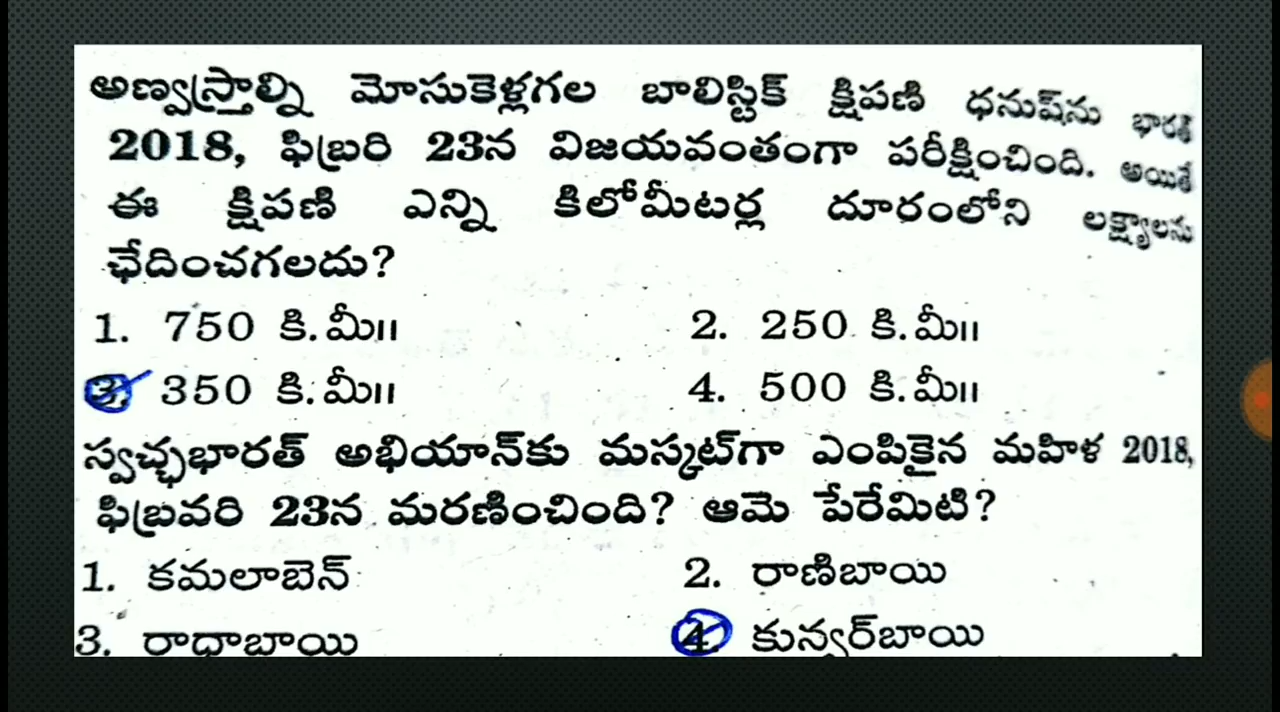 అణ్వస్త్రాల్ని మోసుకెళ్లగల బాలిస్టిక్ క్షిపణి ధనుష్‌ను భారత్
2018, ఫిబ్రరి 23న విజయవంతంగా పరీక్షించింది. అయితే
ఈ క్షిపణి ఎన్ని కిలోమీటర్ల దూరంలోని లక్ష్యాలను
ఛేదించగలదు?
1. 750 కి.మీ॥ 2. 250 కి.మీ॥
3. 350 కి.మీ॥ 4. 500 కి.మీ॥
స్వచ్ఛభారత్ అభియాన్‌కు మస్కట్‌గా ఎంపికైన మహిళ 2018,
ఫిబ్రవరి 23న మరణించింది? ఆమె పేరేమిటి?
1. కమలాబెన్ 2. రాణిబాయి
3. రాధాబాయి 4. కున్వర్‌బాయి